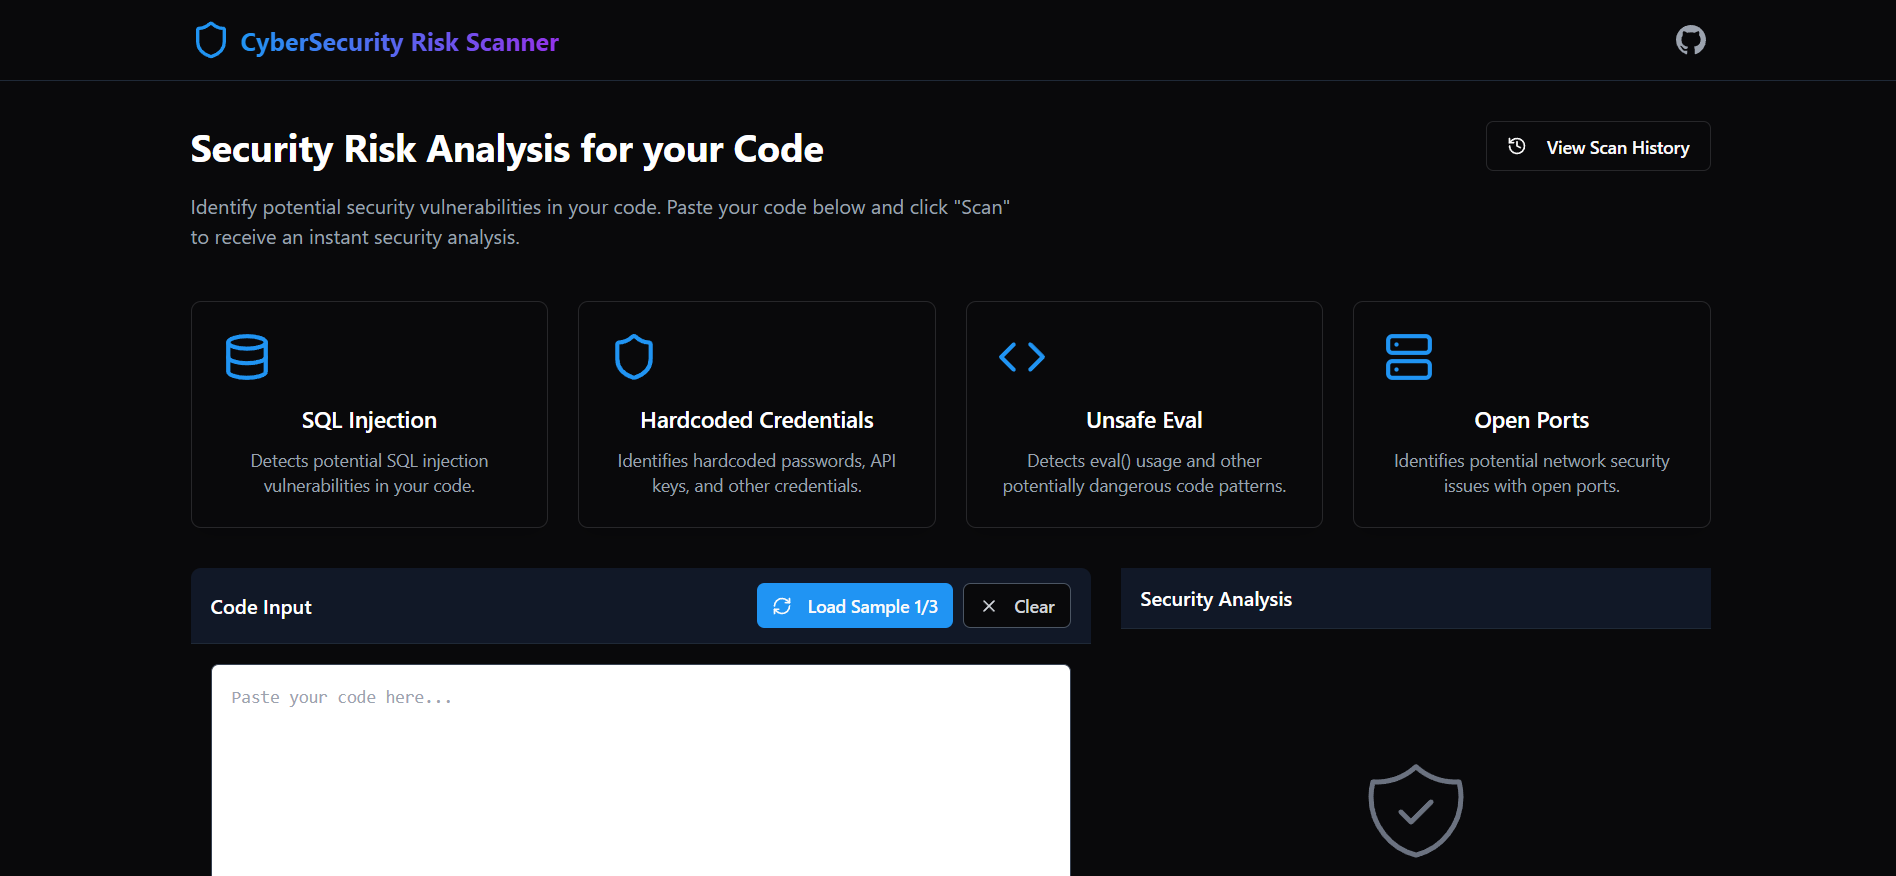 CyberSecurity Risk Scanner
Security Risk Analysis for your Code
View Scan History
Identify potential security vulnerabilities in your code. Paste your code below and click "Scan"
to receive an instant security analysis.
SQL Injection
Detects potential SQL injection
vulnerabilities in your code.
Hardcoded Credentials
Identifies hardcoded passwords, API
keys, and other credentials.
Unsafe Eval
Detects eval() usage and other
potentially dangerous code patterns.
Open Ports
Identifies potential network security
issues with open ports.
Code Input
Load Sample 1/3
Clear
Paste your code here...
Security Analysis